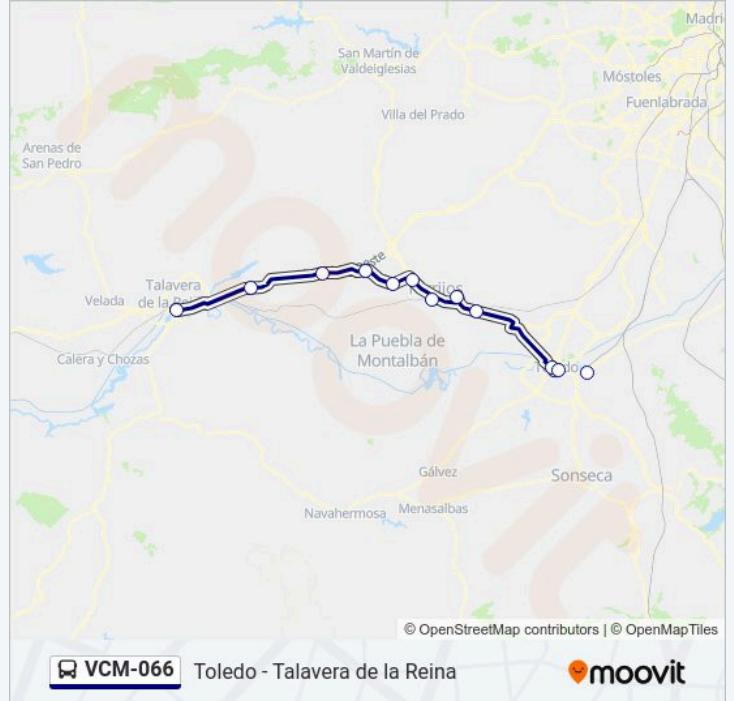 Madri
San Martín de
Valdeiglesias
Móstoles
Fuenlabrada
Villa del Prado
Arenas de
San Pedro
Talavera
de la Rei
Velada
La Puebla de
Montalbán
Calera y Chozas
Gálvez
Sonseca
Navahermosa
Menasalbas
moovit
© OpenStreetMap contributors | © OpenMapTiles
VCM-066 Toledo - Talavera de la Reina
moovit